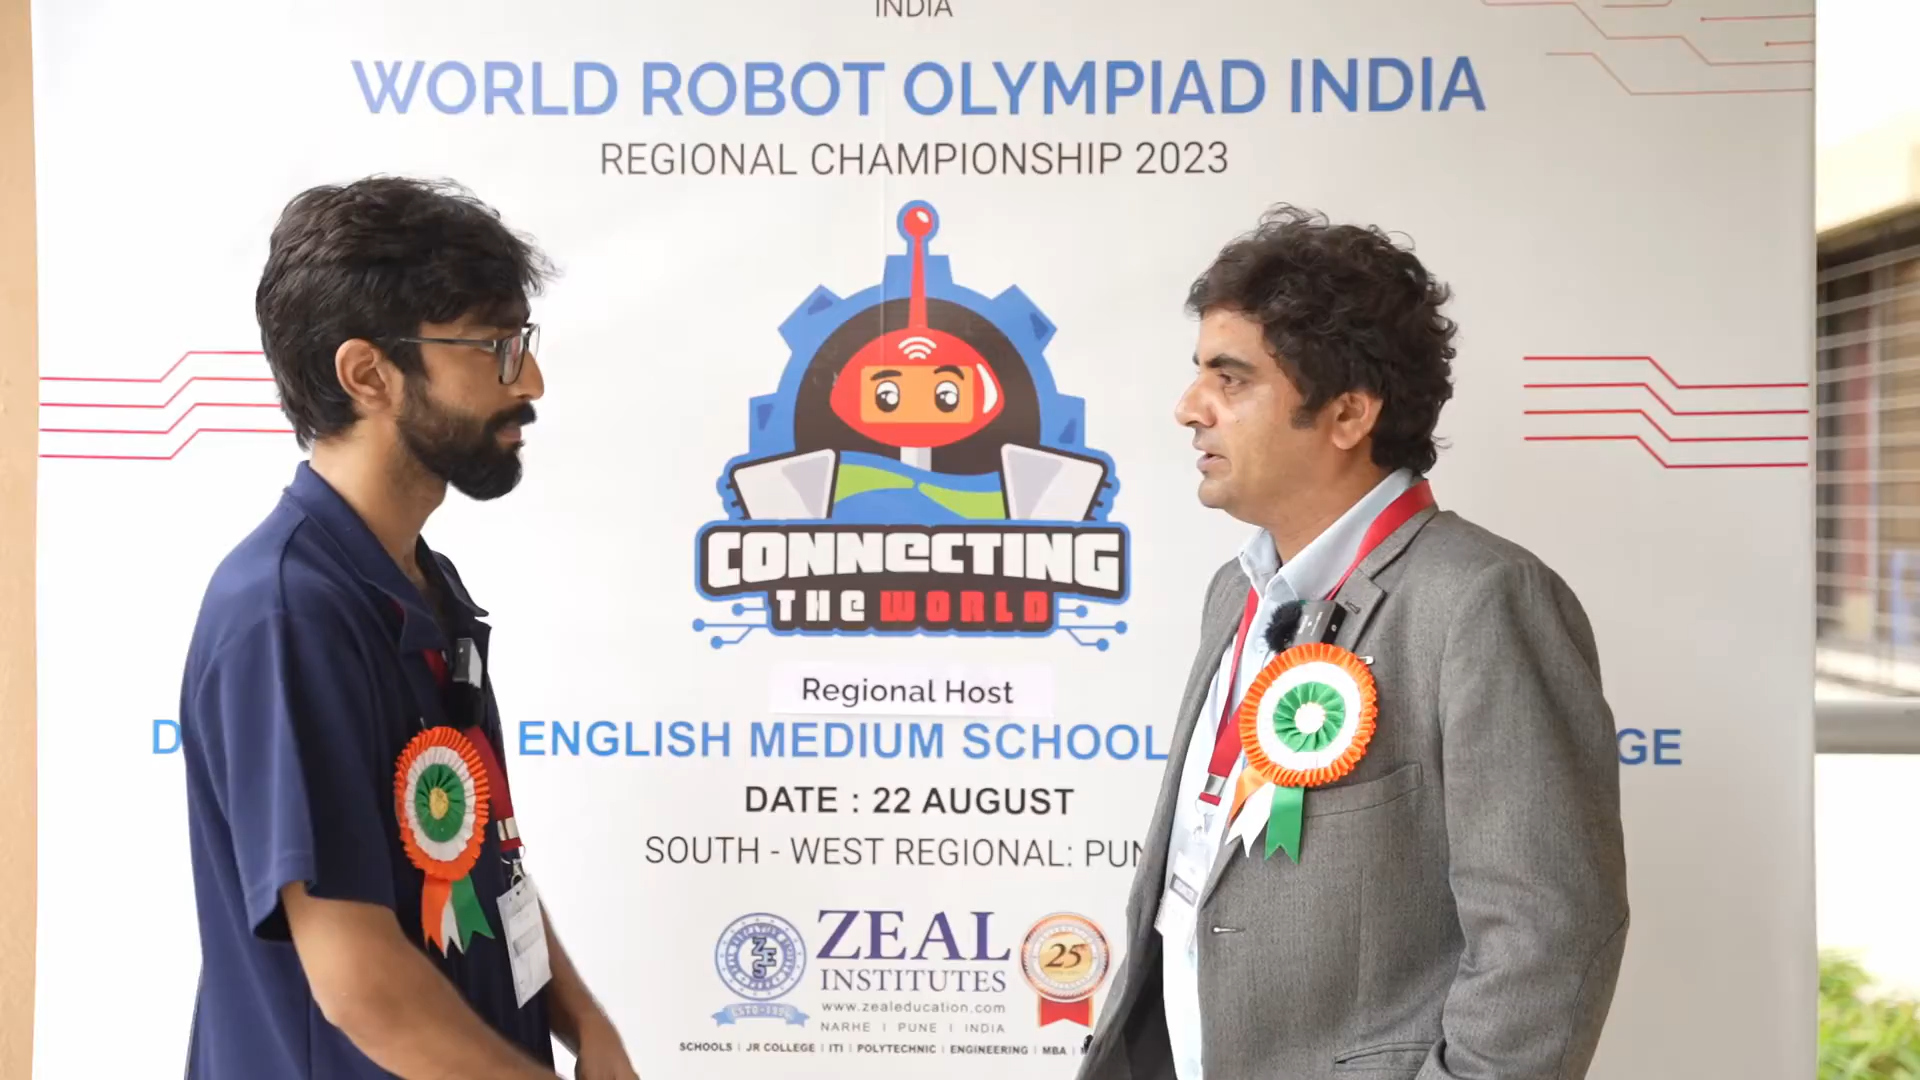 INDIA
WORLD ROBOT OLYMPIAD INDIA
REGIONAL CHAMPIONSHIP 2023
CONNECTING
THE WORLD
Regional Host
ENGLISH MEDIUM SCHOOL
DATE : 22 AUGUST
SOUTH - WEST REGIONAL:
ZEAL
INSTITUTES
25
www.zealeducation.com
NARHE | PUNE | INDIA
SCHOOLS | JR COLLEGE | ITI | POLYTECHNIC | ENGINEERING | MBA |